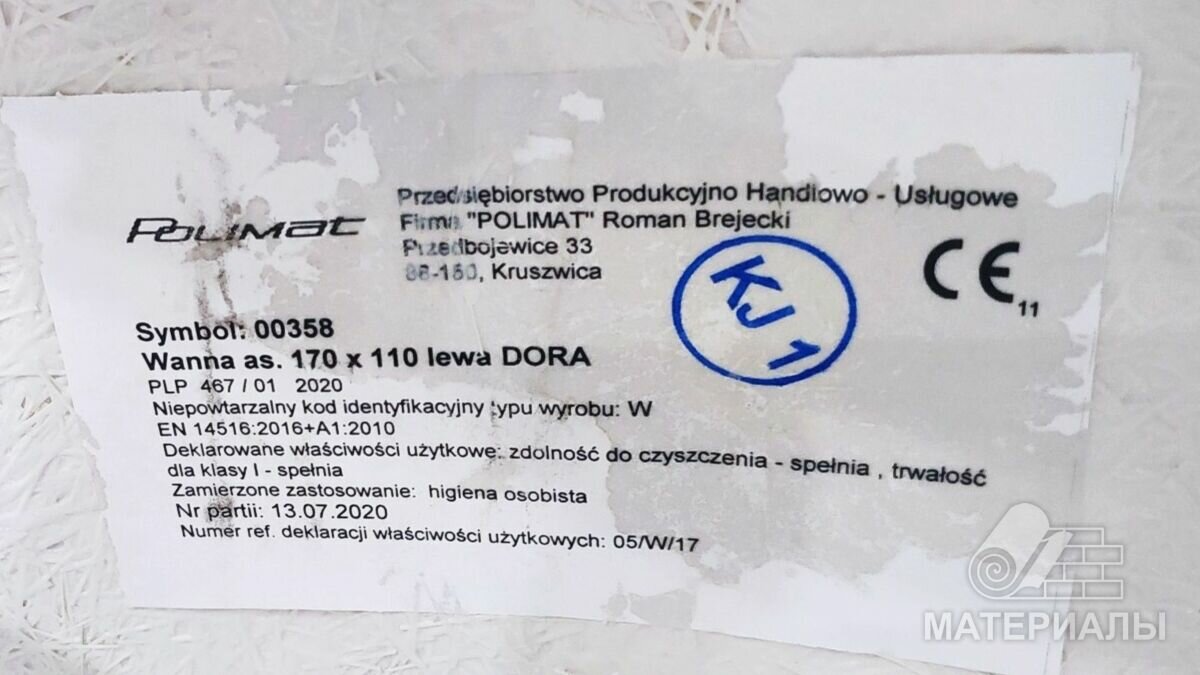 POLIMAT
Przedsiębiorstwo Produkcyjno Handlowo - Usługowe
Firma "POLIMAT" Roman Brejecki
Przedbojewice 33
88-150, Kruszwica
CE
11
KJ 1
Symbol: 00358
Wanna as. 170 x 110 lewa DORA
PLP 467 / 01 2020
Niepowtarzalny kod identyfikacyjny typu wyrobu: W
EN 14516:2016+A1:2010
Deklarowane właściwości użytkowe: zdolność do czyszczenia - spełnia , trwałość
dla klasy I - spełnia
Zamierzone zastosowanie: higiena osobista
Nr partii: 13.07.2020
Numer ref. deklaracji właściwości użytkowych: 05/W/17
МАТЕРИАЛЫ